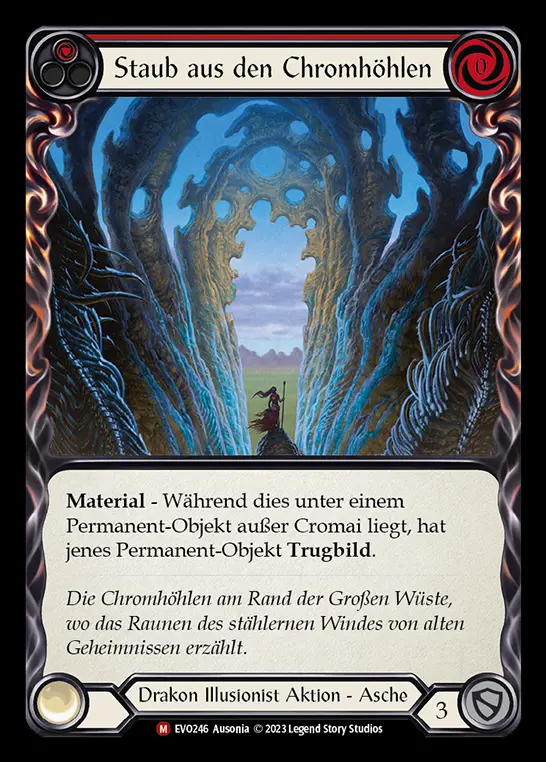 Staub aus den Chromhöhlen
0
Material - Während dies unter einem
Permanent-Objekt außer Cromai liegt, hat
jenes Permanent-Objekt Trugbild.
Die Chromhöhlen am Rand der Großen Wüste,
wo das Raunen des stählernen Windes von alten
Geheimnissen erzählt.
Drakon Illusionist Aktion - Asche
3
M EVO246 Ausonia © 2023 Legend Story Studios